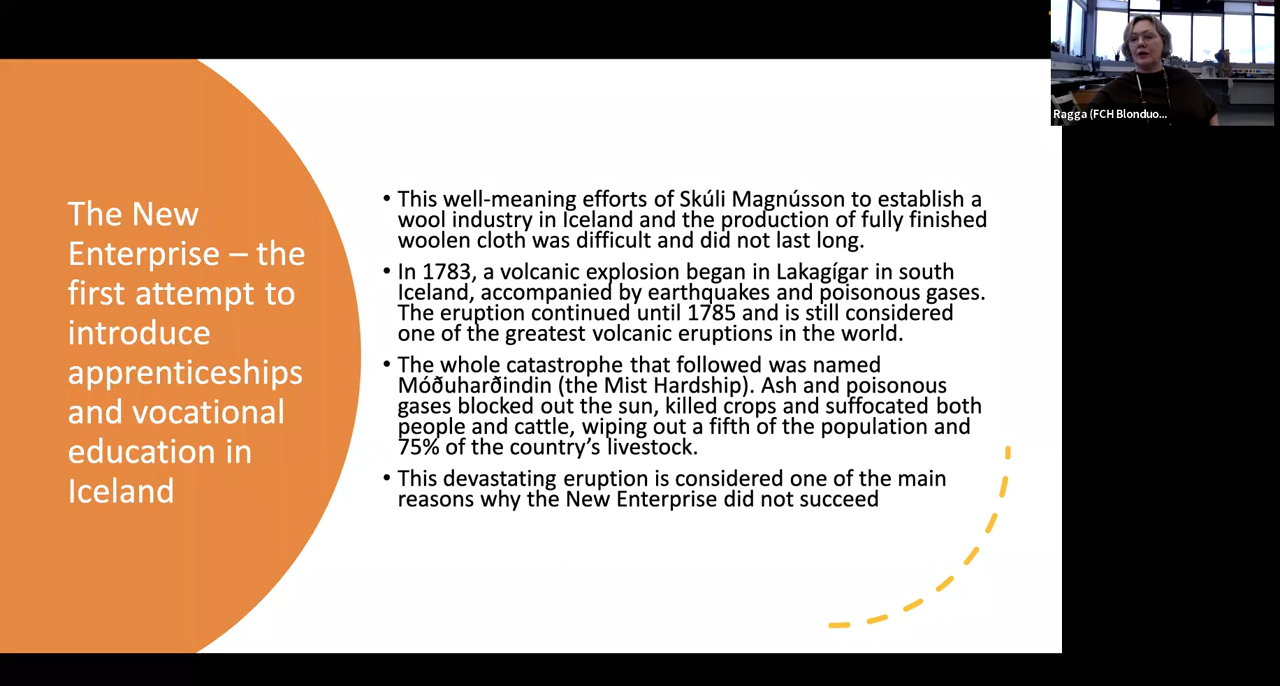 The New
Enterprise – the
first attempt to
introduce
apprenticeships
and vocational
education in
Iceland
• This well-meaning efforts of Skúli Magnússon to establish a
wool industry in Iceland and the production of fully finished
woolen cloth was difficult and did not last long.
• In 1783, a volcanic explosion began in Lakagígar in south
Iceland, accompanied by earthquakes and poisonous gases.
The eruption continued until 1785 and is still considered
one of the greatest volcanic eruptions in the world.
• The whole catastrophe that followed was named
Móðuharðindin (the Mist Hardship). Ash and poisonous
gases blocked out the sun, killed crops and suffocated both
people and cattle, wiping out a fifth of the population and
75% of the country’s livestock.
• This devastating eruption is considered one of the main
reasons why the New Enterprise did not succeed
Ragga (FCH Blonduo...